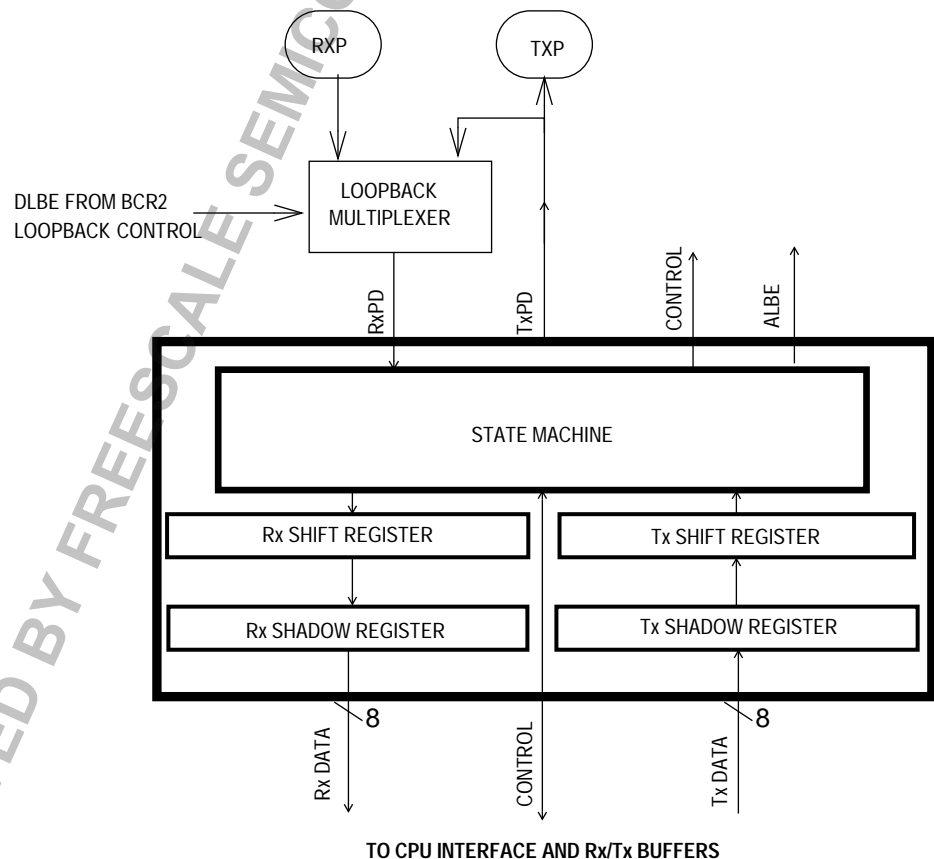 RXP
TXP
DLBE FROM BCR2
LOOPBACK CONTROL
LOOPBACK
MULTIPLEXER
RxPD
TxPD
CONTROL
ALBE
STATE MACHINE
Rx SHIFT REGISTER
Tx SHIFT REGISTER
Rx SHADOW REGISTER
Tx SHADOW REGISTER
8
8
Rx DATA
CONTROL
Tx DATA
TO CPU INTERFACE AND Rx/Tx BUFFERS
BY FREESCALE